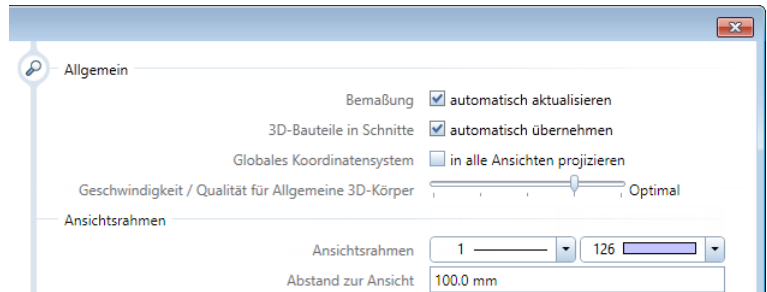 Allgemein
Bemaßung automatisch aktualisieren
3D-Bauteile in Schnitte automatisch übernehmen
Globales Koordinatensystem in alle Ansichten projizieren
Geschwindigkeit / Qualität für Allgemeine 3D-Körper Optimal
Ansichtsrahmen
Ansichtsrahmen 1 126
Abstand zur Ansicht 100.0 mm